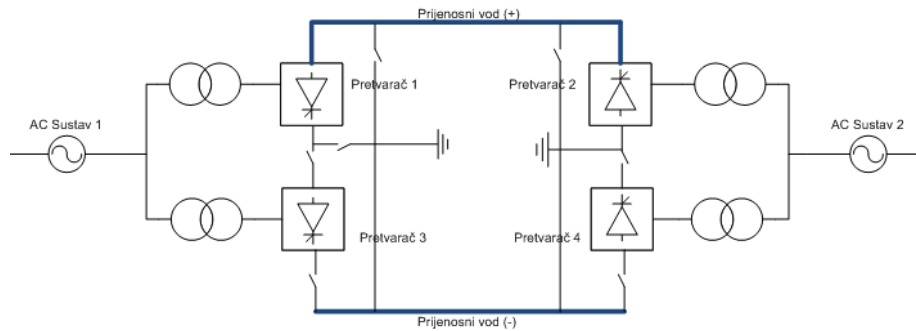 Prijenosni vod (+)
Pretvarač 1
Pretvarač 2
AC Sustav 1
AC Sustav 2
Pretvarač 3
Pretvarač 4
Prijenosni vod (-)